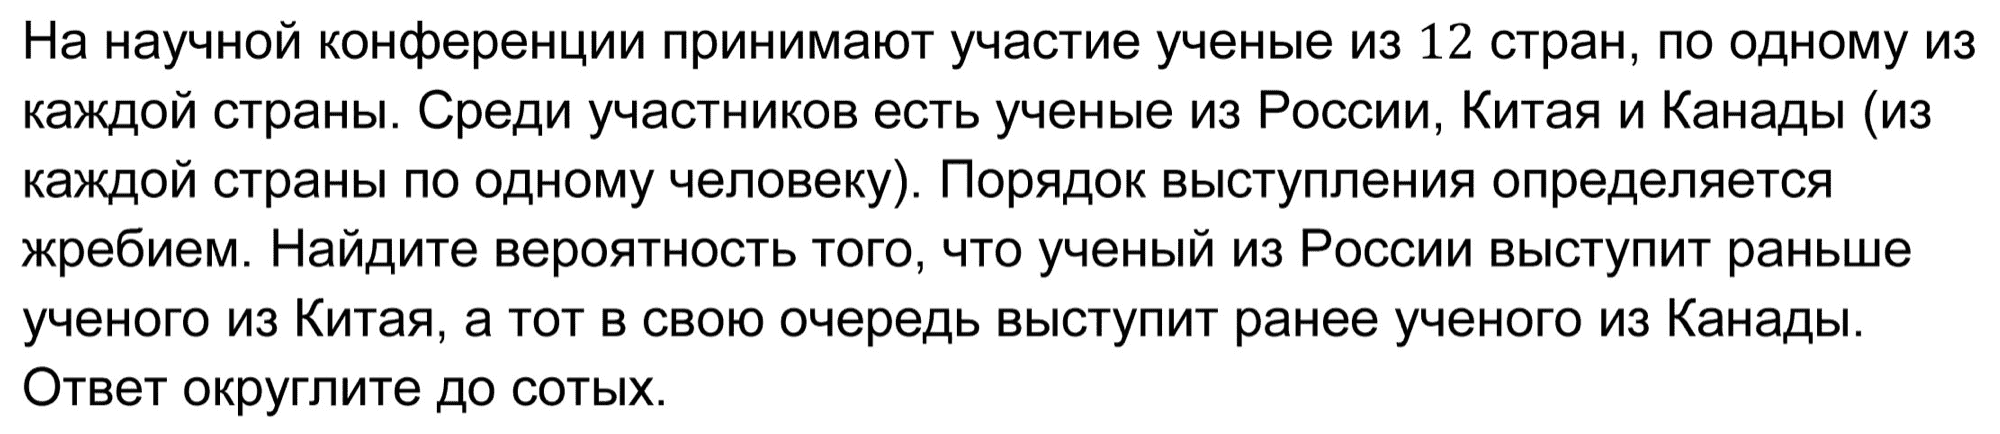 На научной конференции принимают участие ученые из 12 стран, по одному из
каждой страны. Среди участников есть ученые из России, Китая и Канады (из
каждой страны по одному человеку). Порядок выступления определяется
жребием. Найдите вероятность того, что ученый из России выступит раньше
ученого из Китая, а тот в свою очередь выступит ранее ученого из Канады.
Ответ округлите до сотых.